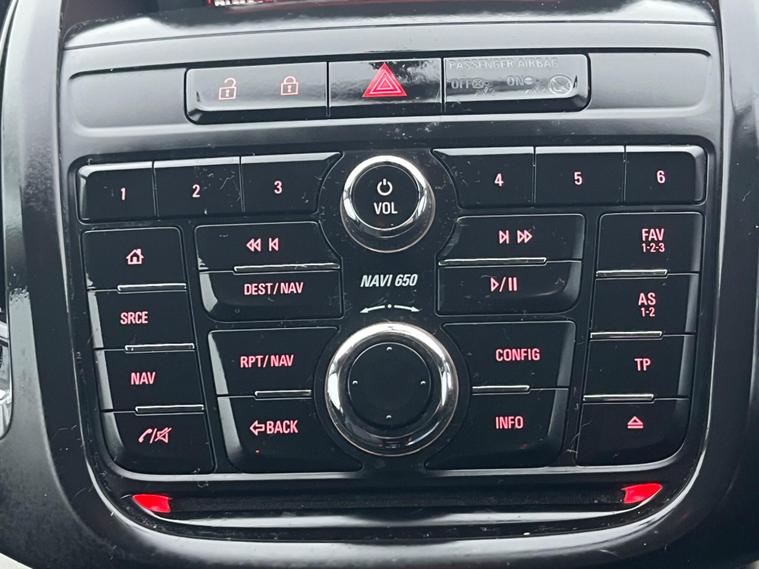 PASSENGER AIRBAG
OFF ON
1 2 3 VOL 4 5 6
FAV
1-2-3
DEST/NAV
NAVI 650
SRCE
AS
1-2
RPT/NAV
CONFIG
NAV
TP
BACK
INFO